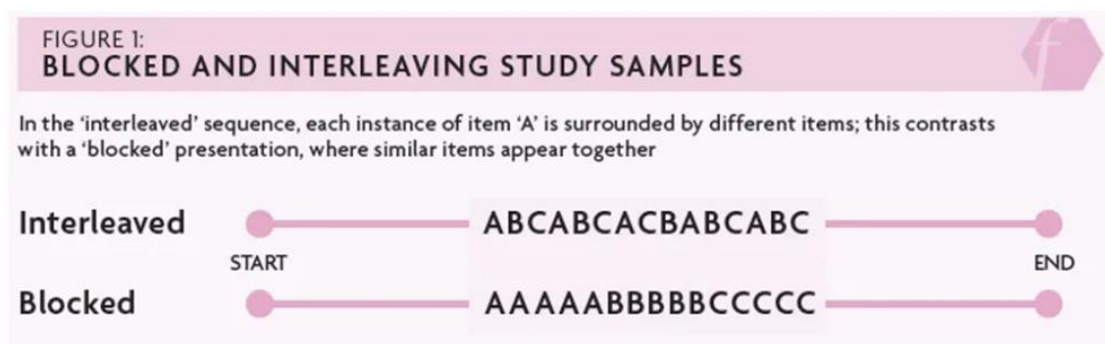 FIGURE 1:
BLOCKED AND INTERLEAVING STUDY SAMPLES
f
In the ‘interleaved’ sequence, each instance of item ‘A’ is surrounded by different items; this contrasts
with a ‘blocked’ presentation, where similar items appear together
Interleaved ABCABCACBABCABC
START END
Blocked AAAAABBBBBCCCCC